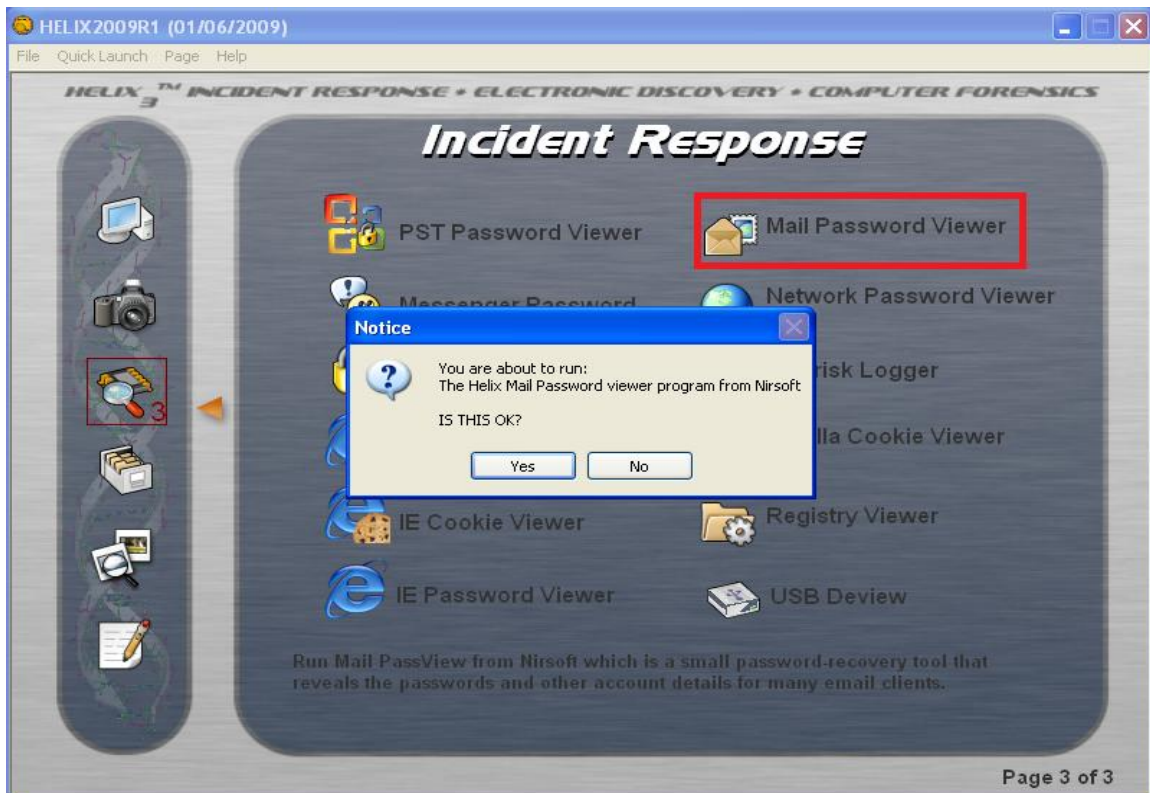 HELIX2009R1 (01/06/2009)
File Quick Launch Page Help
HELIX3™ INCIDENT RESPONSE • ELECTRONIC DISCOVERY • COMPUTER FORENSICS
Incident Response
PST Password Viewer
Mail Password Viewer
Messenger Password
Network Password Viewer
Notice
You are about to run:
The Helix Mail Password viewer program from Nirsoft
IS THIS OK?
Yes No
risk Logger
lla Cookie Viewer
3
IE Cookie Viewer
Registry Viewer
IE Password Viewer
USB Deview
Run Mail PassView from Nirsoft which is a small password-recovery tool that
reveals the passwords and other account details for many email clients.
Page 3 of 3